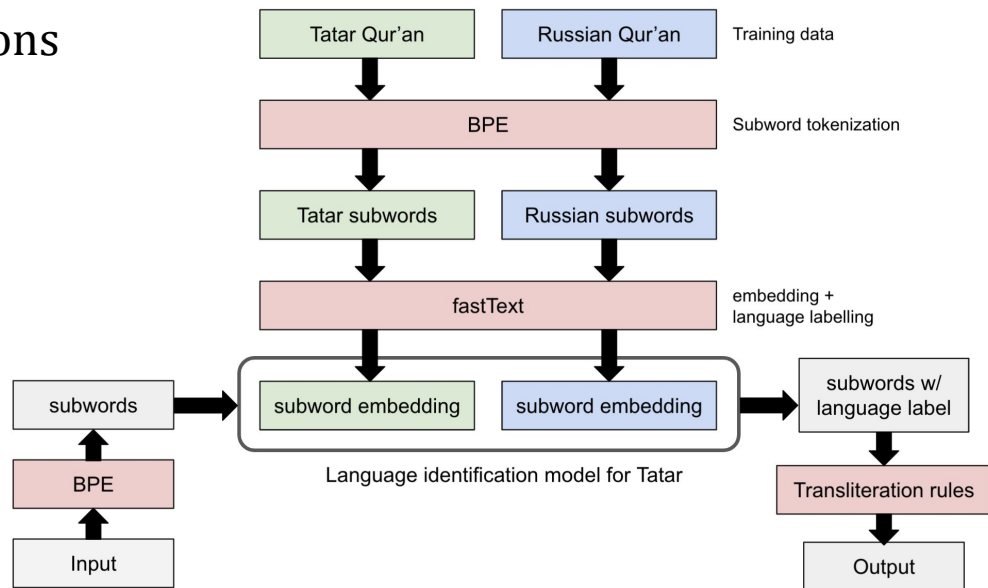 ons
Tatar Qur’an
Russian Qur’an
Training data
BPE
Subword tokenization
Tatar subwords
Russian subwords
fastText
embedding +
language labelling
subwords
subword embedding
subword embedding
subwords w/
language label
Language identification model for Tatar
BPE
Transliteration rules
Input
Output